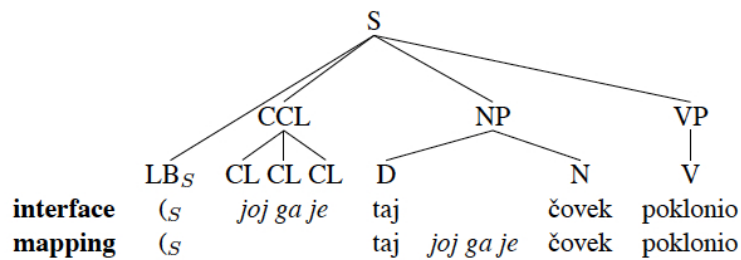 S
CCL NP VP
LB_S CL CL CL D N V
interface (_S joj ga je taj čovek poklonio
mapping (_S taj joj ga je čovek poklonio